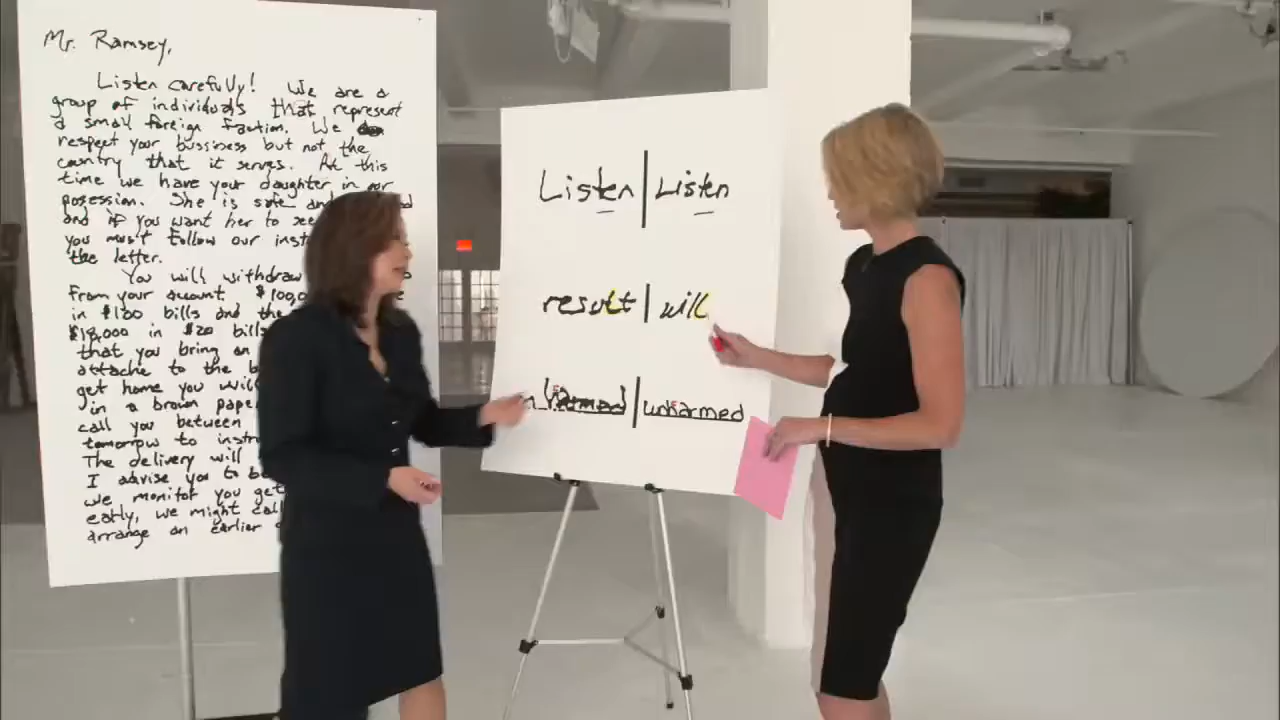 Mr. Ramsey,
Listen carefully! We are a
group of individuals that represent
a small foreign faction. We
respect your bussiness but not the
country that it serves. At this
time we have your daughter in our
posession. She is safe and
and if you want her to see
you must follow our inst
the letter.
You will withdraw
from your account. $100,0
in $100 bills and the
$18,000 in $20 bills
that you bring an
attache to the b
get home you will
in a brown pape
call you between
tomorrow to instru
The delivery will
I advise you to be
we monitor you get
early, we might call
arrange an earlier
Listen | Listen
result | will
unharmed